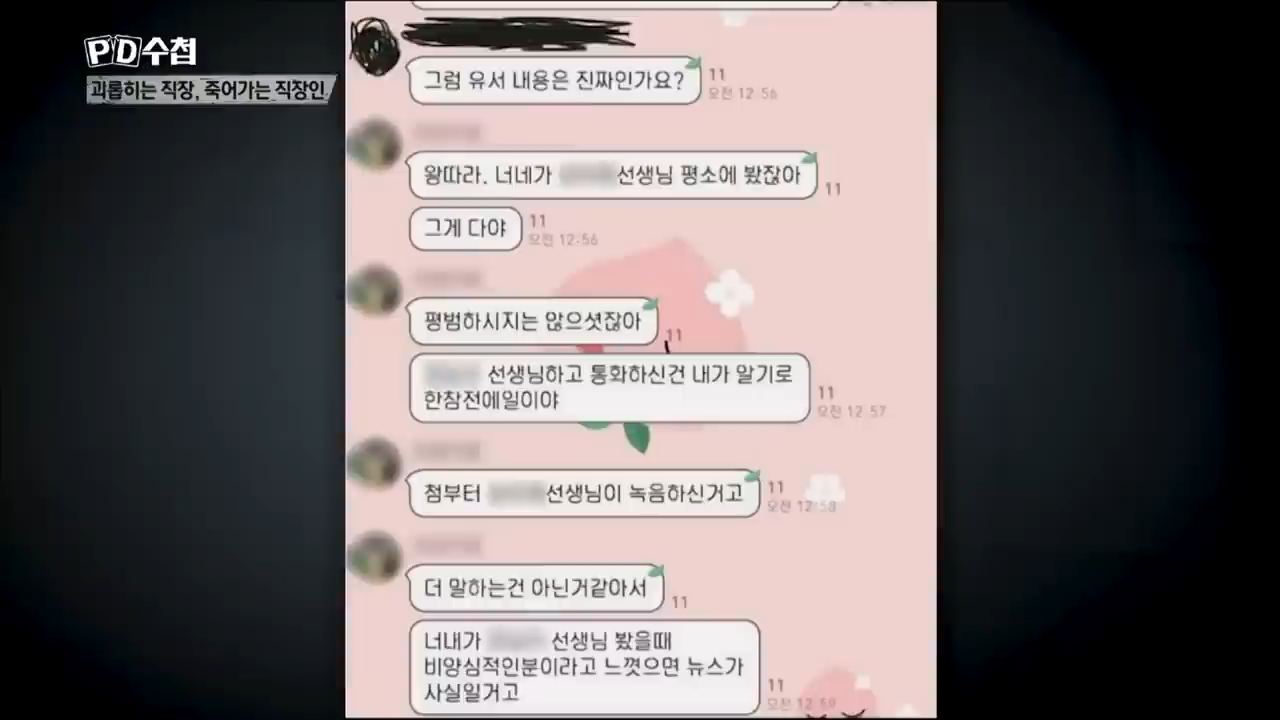 PD수첩
괴롭히는 직장, 죽어가는 직장인
그럼 유서 내용은 진짜인가요?
11
오전 12:56
왕따라. 너네가 선생님 평소에 봤잖아
11
그게 다야
11
오전 12:56
평범하시지는 않으셧잖아
11
선생님하고 통화하신건 내가 알기로
한참전에일이야
11
오전 12:57
첨부터 선생님이 녹음하신거고
11
오전 12:58
더 말하는건 아닌거같아서
11
너내가 선생님 봤을때
비양심적인분이라고 느꼇으면 뉴스가
사실일거고
11
오전 12:59